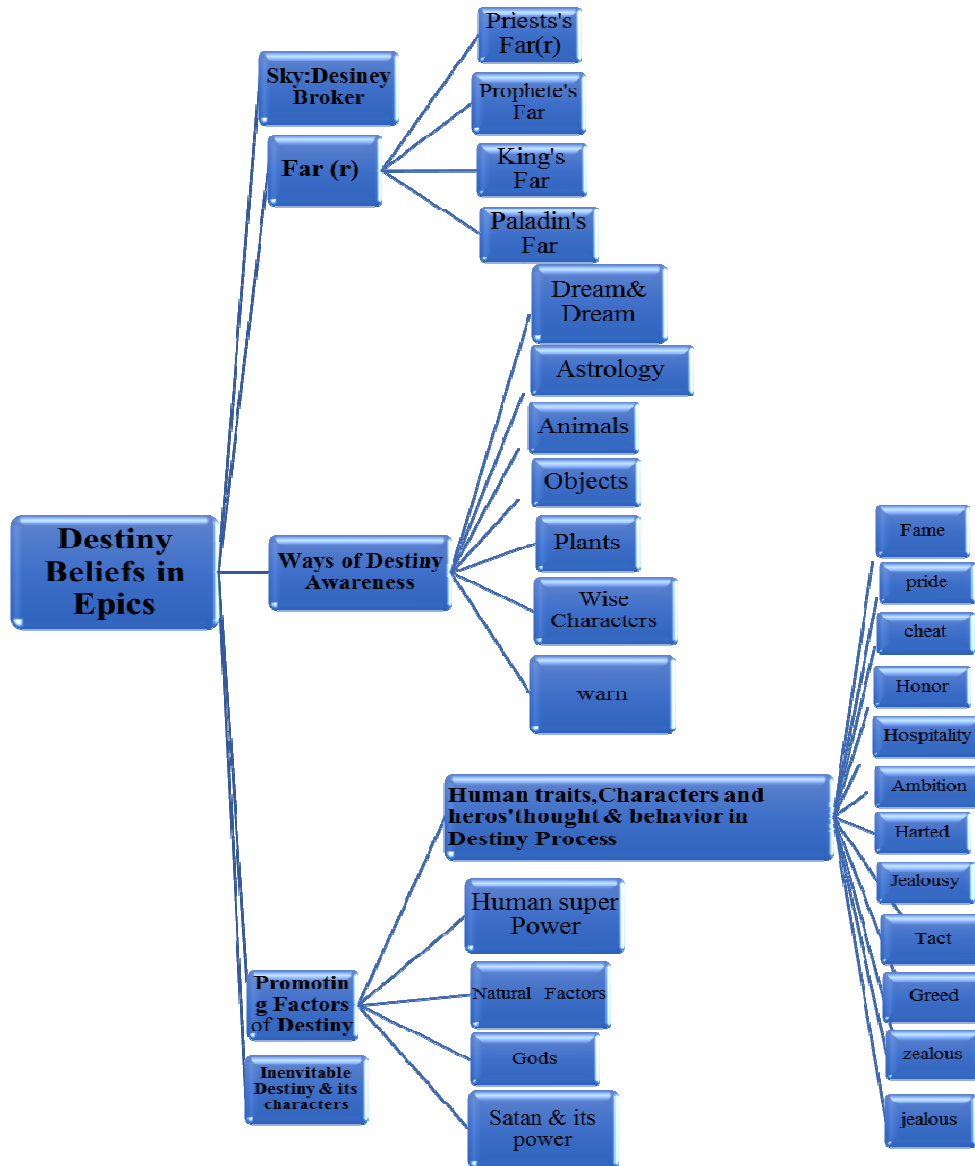 Priests's
Far(r)
Sky:Desiney
Broker
Prophete's
Far
Far (r)
King's
Far
Paladin's
Far
Dream&
Dream
Astrology
Animals
Objects
Plants
Wise
Characters
warn
Destiny
Beliefs in
Epics
Ways of Destiny
Awareness
Human traits,Characters and
heros'thought & behavior in
Destiny Process
Fame
pride
cheat
Honor
Hospitality
Ambition
Harted
Jealousy
Tact
Greed
zealous
jealous
Human super
Power
Natural Factors
Gods
Satan & its
power
Promotin
g Factors
of Destiny
Inenvitable
Destiny & its
characters